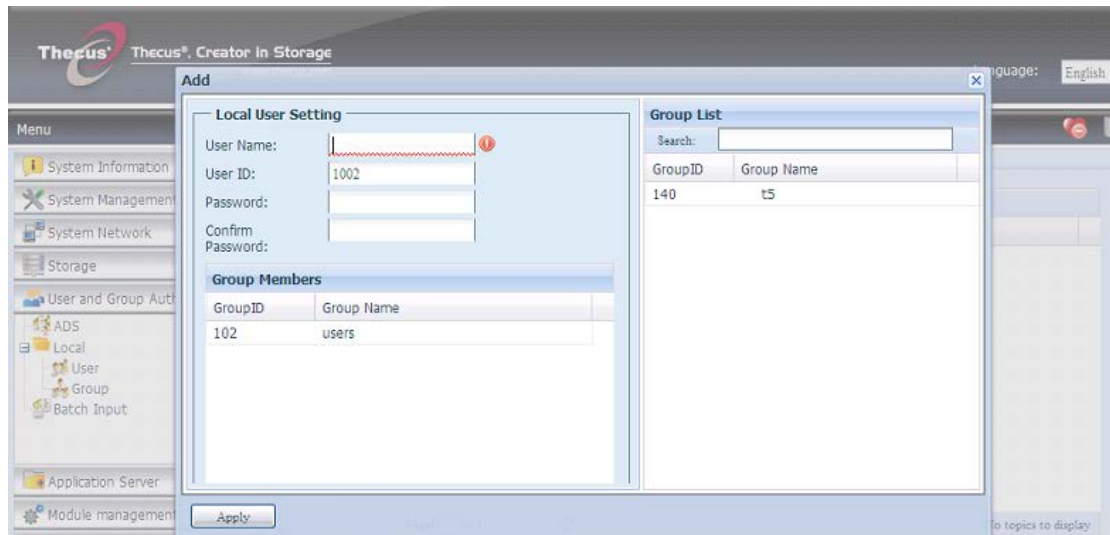 Thecus®
Thecus®, Creator in Storage
nguage: English
Menu
System Information
System Management
System Network
Storage
User and Group Auth
ADS
Local
User
Group
Batch Input
Application Server
Module management
Add
Local User Setting
User Name:
User ID: 1002
Password:
Confirm
Password:
Group Members
GroupID Group Name
102 users
Group List
Search:
GroupID Group Name
140 t5
Apply
To topics to display